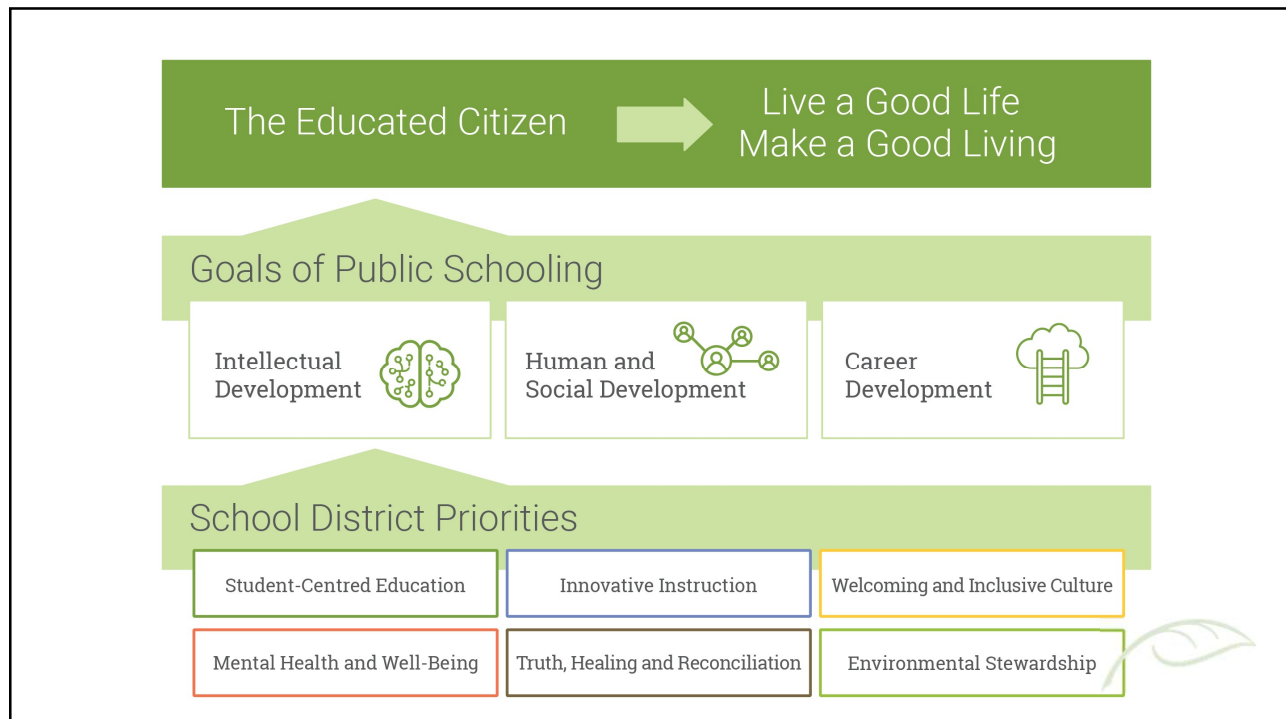 The Educated Citizen
Live a Good Life
Make a Good Living
Goals of Public Schooling
Intellectual
Development
Human and
Social Development
Career
Development
School District Priorities
Student-Centred Education
Innovative Instruction
Welcoming and Inclusive Culture
Mental Health and Well-Being
Truth, Healing and Reconciliation
Environmental Stewardship